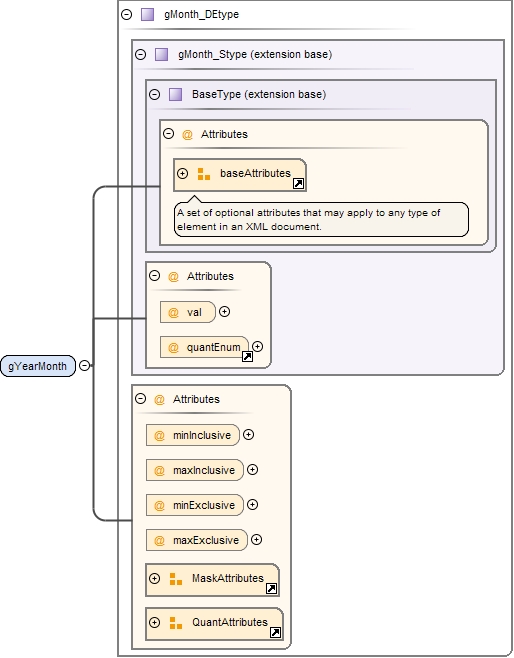 gMonth_DEtype
gMonth_Stype (extension base)
BaseType (extension base)
@ Attributes
baseAttributes
A set of optional attributes that may apply to any type of
element in an XML document.
@ Attributes
@ val
@ quantEnum
gYearMonth
@ Attributes
@ minInclusive
@ maxInclusive
@ minExclusive
@ maxExclusive
MaskAttributes
QuantAttributes